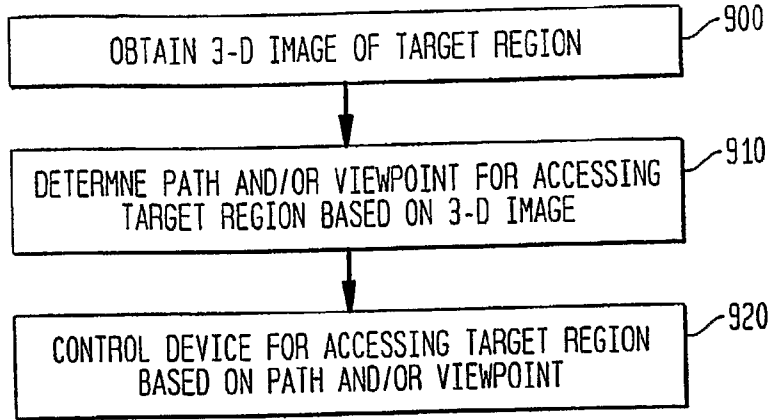 OBTAIN 3-D IMAGE OF TARGET REGION
900
DETERMNE PATH AND/OR VIEWPOINT FOR ACCESSING
TARGET REGION BASED ON 3-D IMAGE
910
CONTROL DEVICE FOR ACCESSING TARGET REGION
BASED ON PATH AND/OR VIEWPOINT
920